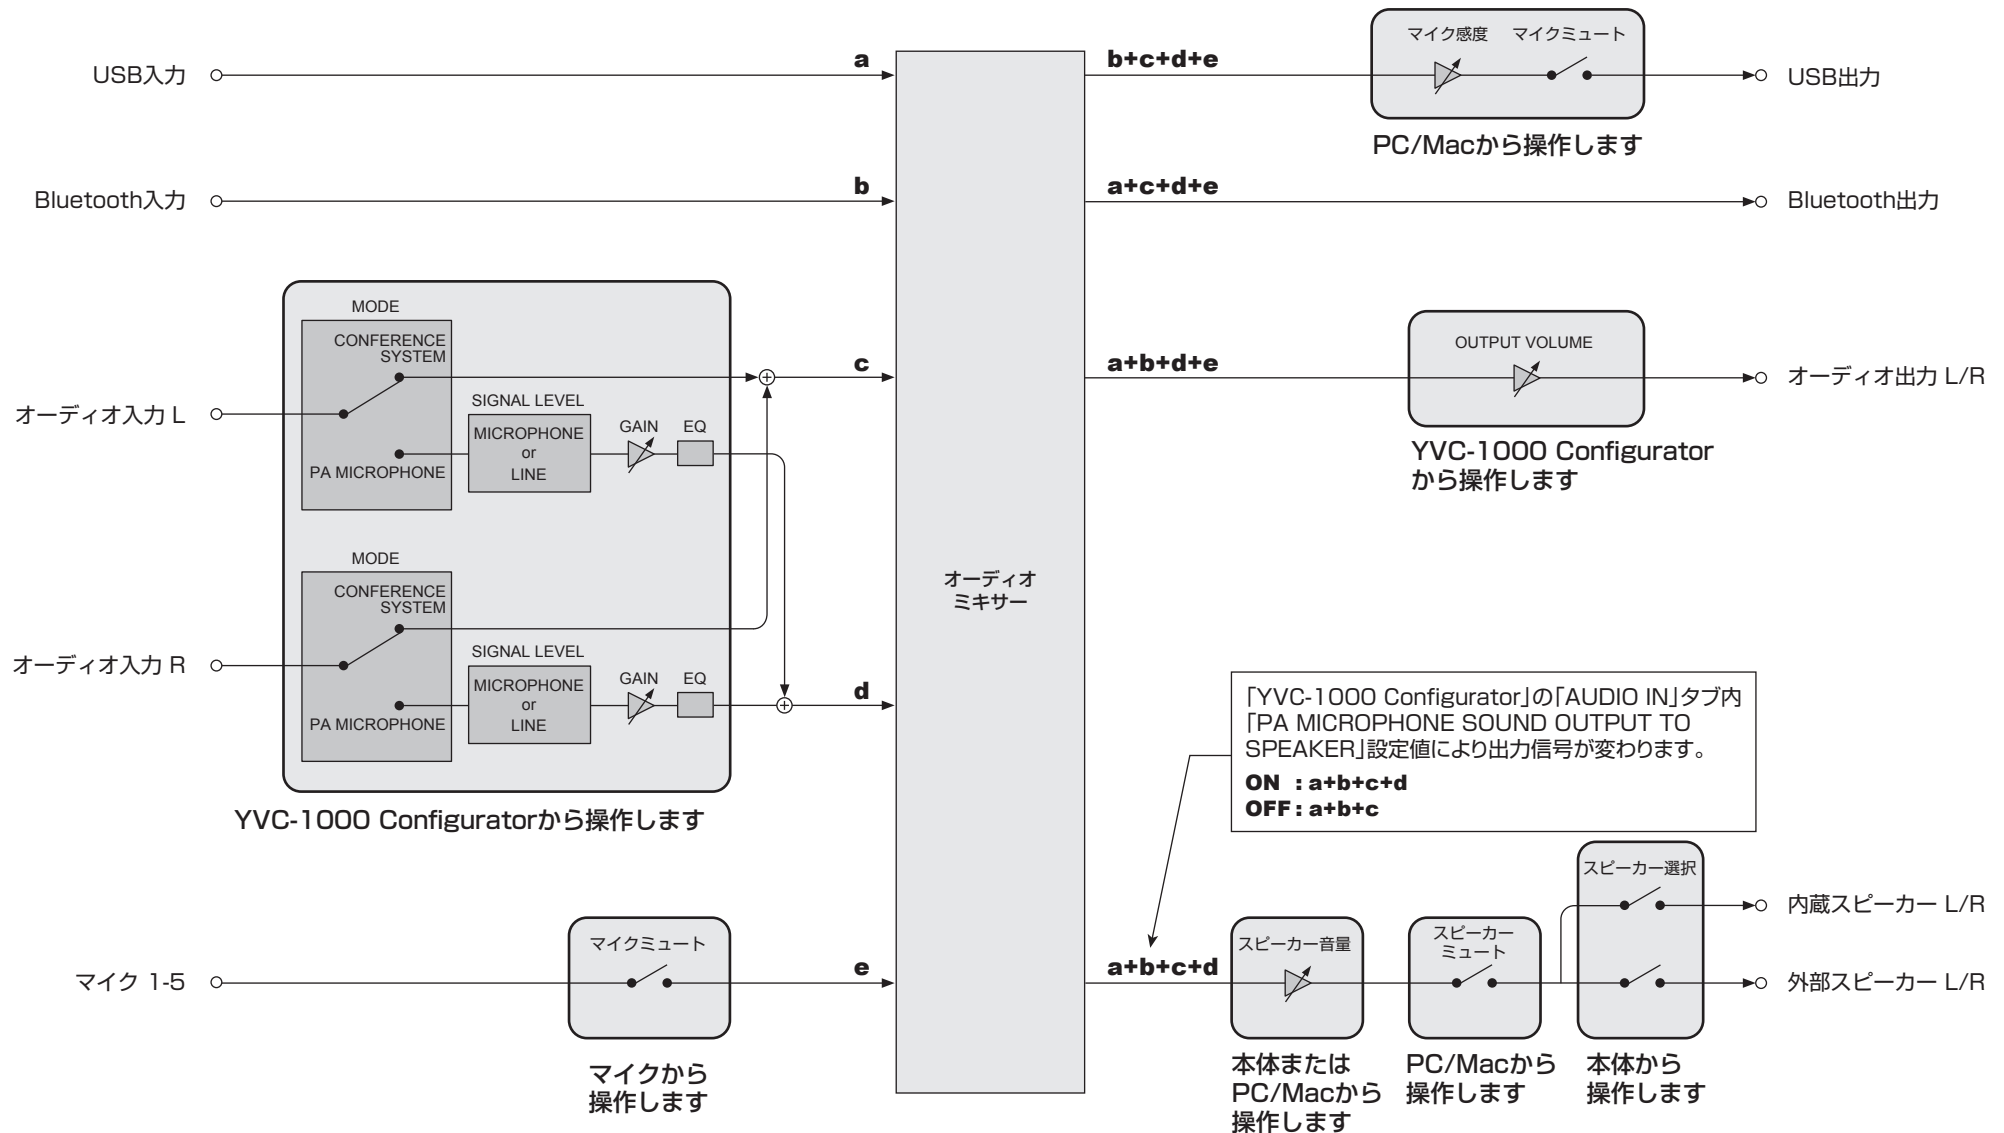 マイク感度 マイクミュート
USB入力
a
b+c+d+e
USB出力
PC/Macから操作します
Bluetooth入力
b
a+c+d+e
Bluetooth出力
MODE
CONFERENCE
SYSTEM
c
a+b+d+e
OUTPUT VOLUME
オーディオ出力 L/R
オーディオ入力 L
SIGNAL LEVEL
MICROPHONE
or
LINE
GAIN
EQ
PA MICROPHONE
YVC-1000 Configurator
から操作します
MODE
CONFERENCE
SYSTEM
オーディオ
ミキサー
オーディオ入力 R
SIGNAL LEVEL
MICROPHONE
or
LINE
GAIN
EQ
PA MICROPHONE
d
「YVC-1000 Configurator」の「AUDIO IN」タブ内
「PA MICROPHONE SOUND OUTPUT TO
SPEAKER」設定値により出力信号が変わります。
ON : a+b+c+d
OFF : a+b+c
YVC-1000 Configuratorから操作します
スピーカー選択
内蔵スピーカー L/R
マイクミュート
マイク 1-5
e
a+b+c+d
スピーカー音量
スピーカー
ミュート
外部スピーカー L/R
マイクから
操作します
本体または
PC/Macから
操作します
PC/Macから
操作します
本体から
操作します